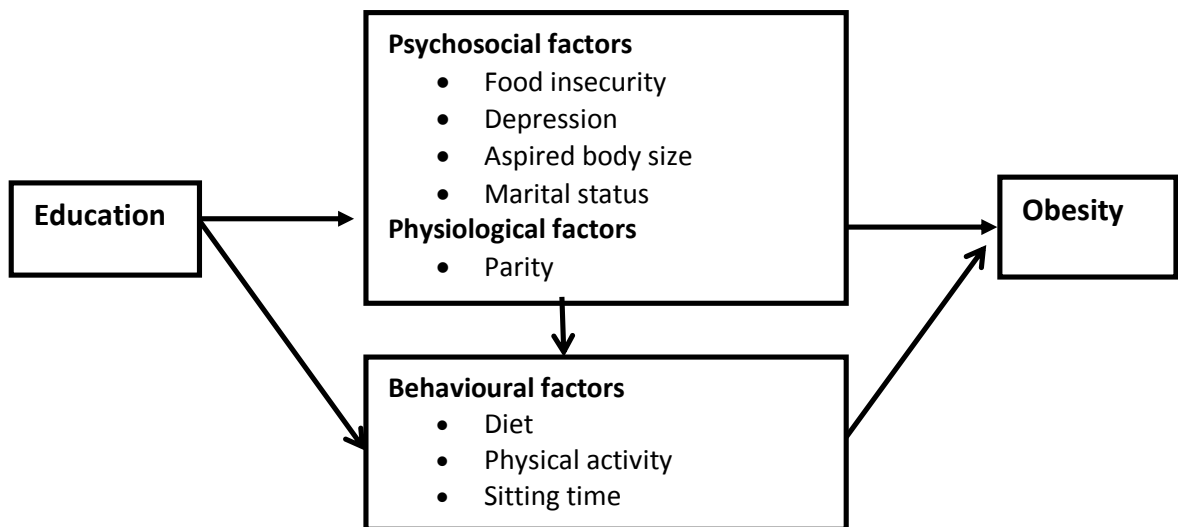 Education
Psychosocial factors
• Food insecurity
• Depression
• Aspired body size
• Marital status
Physiological factors
• Parity
Behavioural factors
• Diet
• Physical activity
• Sitting time
Obesity